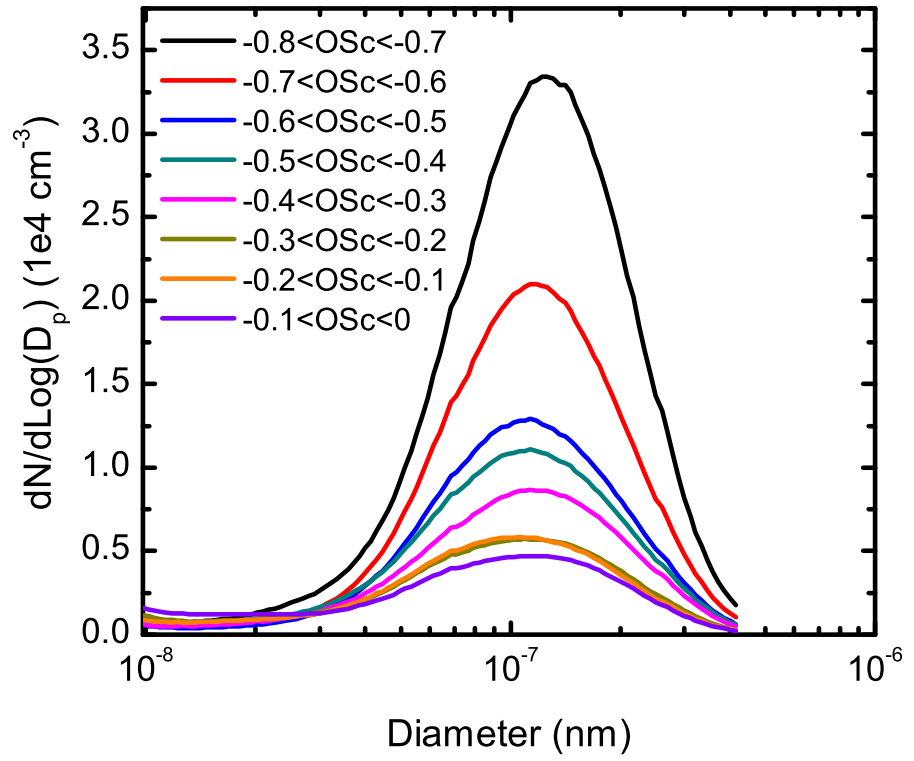 3.5
3.0
2.5
2.0
1.5
1.0
0.5
0.0
dN/dLog(Dₚ) (1e4 cm⁻³)
-0.8<OSc<-0.7
-0.7<OSc<-0.6
-0.6<OSc<-0.5
-0.5<OSc<-0.4
-0.4<OSc<-0.3
-0.3<OSc<-0.2
-0.2<OSc<-0.1
-0.1<OSc<0
10⁻⁸ 10⁻⁷ 10⁻⁶
Diameter (nm)